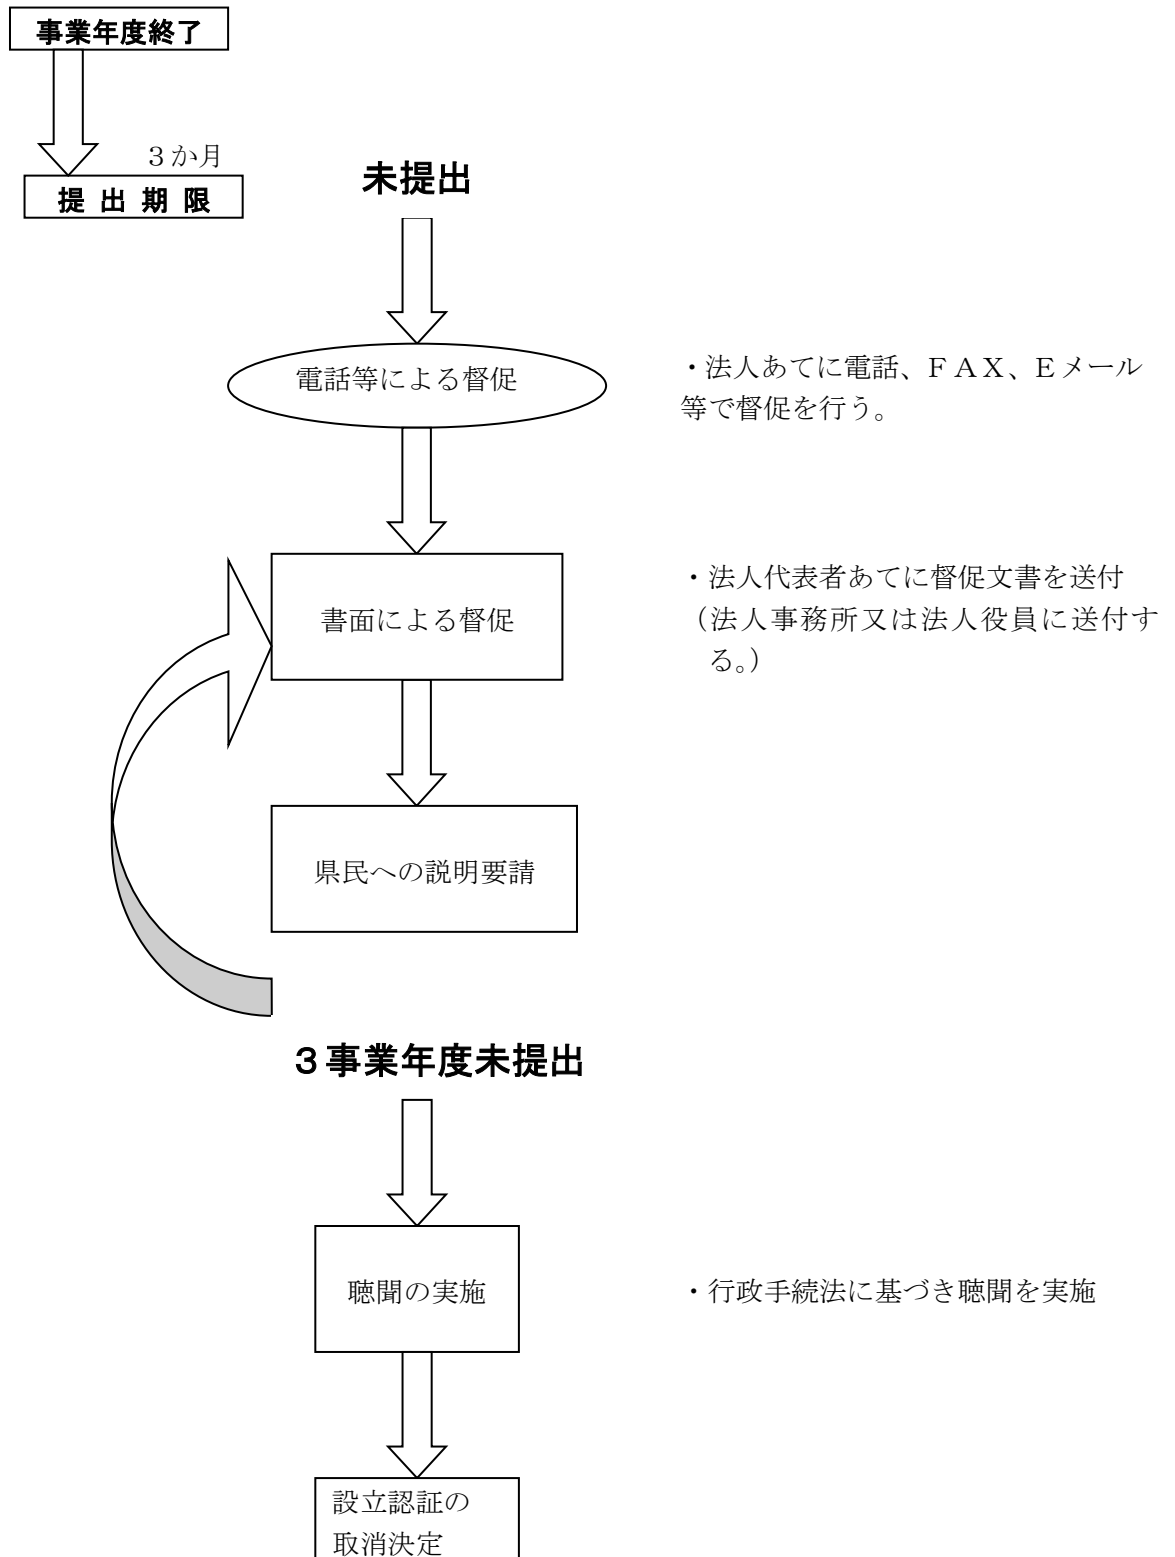 事業年度終了
３か月
提 出 期 限
未提出
電話等による督促
・法人あてに電話、ＦＡＸ、Ｅメール
等で督促を行う。
書面による督促
・法人代表者あてに督促文書を送付
（法人事務所又は法人役員に送付す
る。）
県民への説明要請
３事業年度未提出
聴聞の実施
・行政手続法に基づき聴聞を実施
設立認証の
取消決定